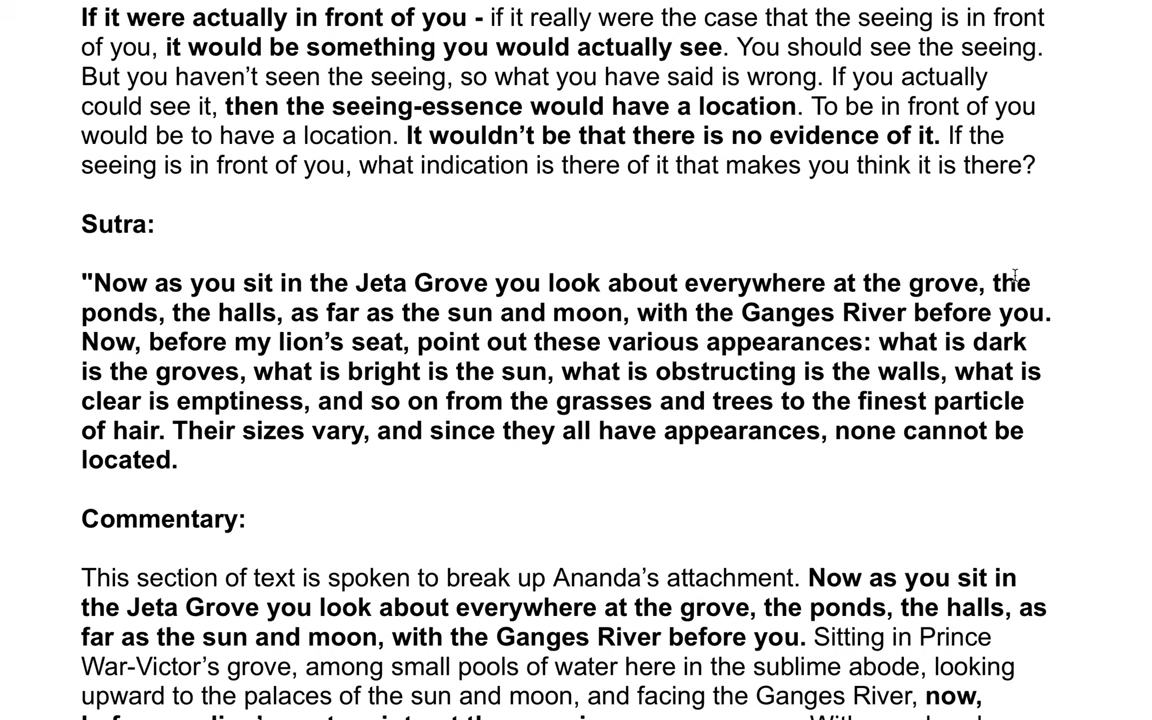 If it were actually in front of you - if it really were the case that the seeing is in front
of you, it would be something you would actually see. You should see the seeing.
But you haven’t seen the seeing, so what you have said is wrong. If you actually
could see it, then the seeing-essence would have a location. To be in front of you
would be to have a location. It wouldn’t be that there is no evidence of it. If the
seeing is in front of you, what indication is there of it that makes you think it is there?
Sutra:
"Now as you sit in the Jeta Grove you look about everywhere at the grove, the
ponds, the halls, as far as the sun and moon, with the Ganges River before you.
Now, before my lion’s seat, point out these various appearances: what is dark
is the groves, what is bright is the sun, what is obstructing is the walls, what is
clear is emptiness, and so on from the grasses and trees to the finest particle
of hair. Their sizes vary, and since they all have appearances, none cannot be
located.
Commentary:
This section of text is spoken to break up Ananda’s attachment. Now as you sit in
the Jeta Grove you look about everywhere at the grove, the ponds, the halls, as
far as the sun and moon, with the Ganges River before you. Sitting in Prince
War-Victor’s grove, among small pools of water here in the sublime abode, looking
upward to the palaces of the sun and moon, and facing the Ganges River, now,